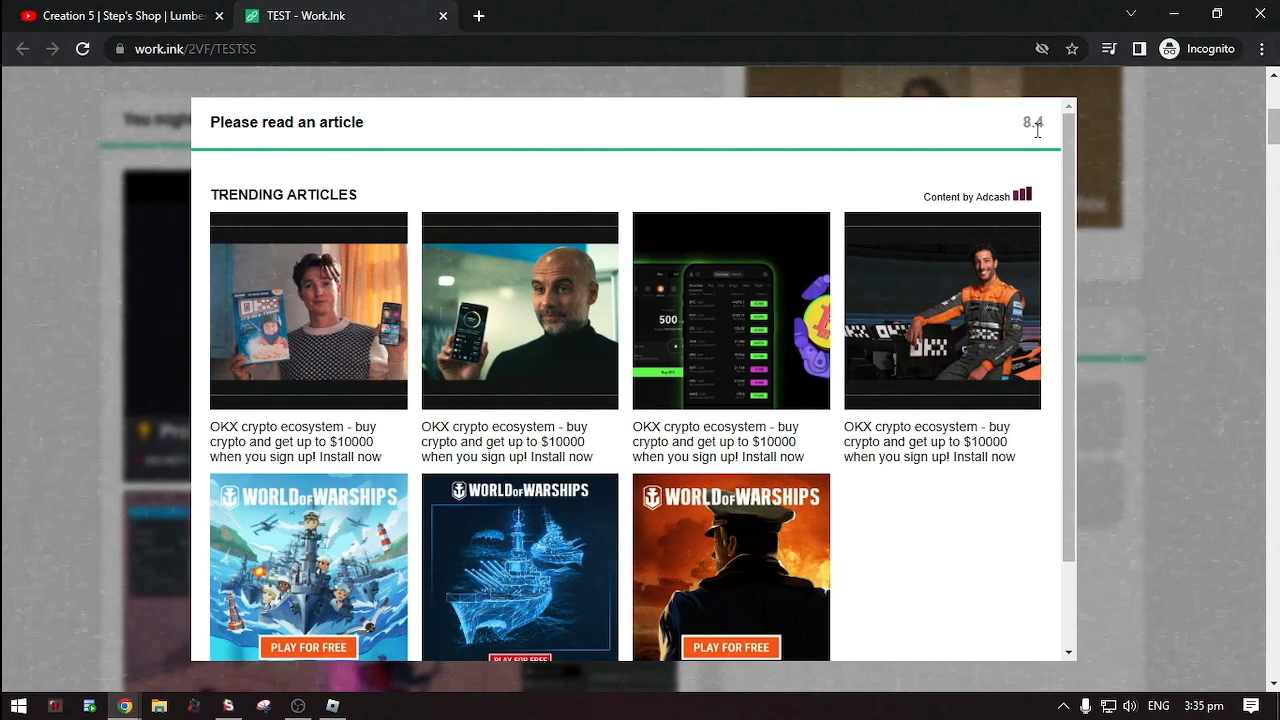 Creation 5 | Step's Shop | Lumbe
TEST - Work.ink
work.ink/2VF/TESTSS
Incognito
Please read an article
8.4
TRENDING ARTICLES
Content by Adcash
500
OKX
OKX crypto ecosystem - buy
crypto and get up to $10000
when you sign up! Install now
OKX crypto ecosystem - buy
crypto and get up to $10000
when you sign up! Install now
OKX crypto ecosystem - buy
crypto and get up to $10000
when you sign up! Install now
OKX crypto ecosystem - buy
crypto and get up to $10000
when you sign up! Install now
WORLD OF WARSHIPS
PLAY FOR FREE
WORLD OF WARSHIPS
PLAY FOR FREE
WORLD OF WARSHIPS
PLAY FOR FREE
ENG
3:35 pm